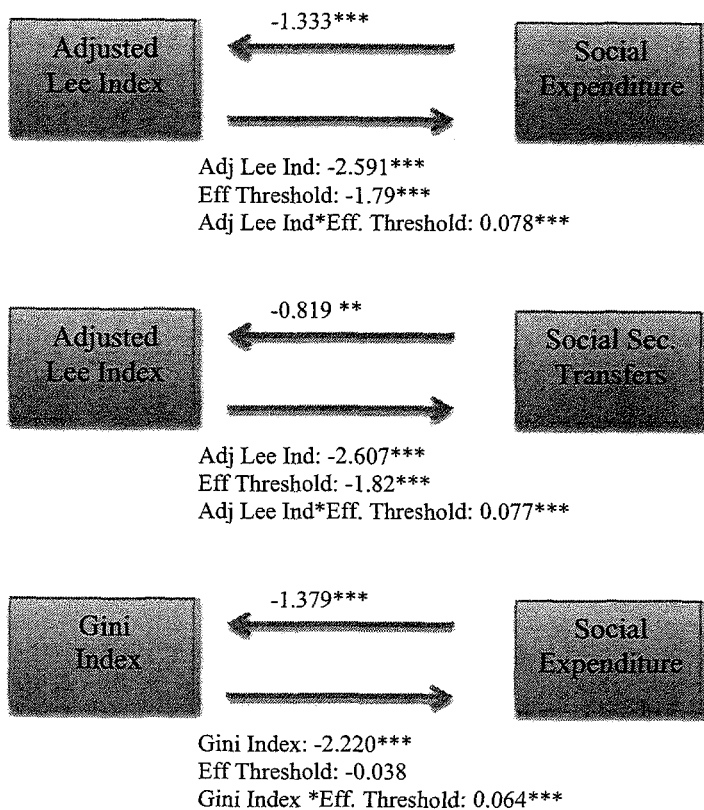 -1.333***
Adjusted
Lee Index
Social
Expenditure
Adj Lee Ind: -2.591***
Eff Threshold: -1.79***
Adj Lee Ind*Eff. Threshold: 0.078***
-0.819 **
Adjusted
Lee Index
Social Sec.
Transfers
Adj Lee Ind: -2.607***
Eff Threshold: -1.82***
Adj Lee Ind*Eff. Threshold: 0.077***
-1.379***
Gini
Index
Social
Expenditure
Gini Index: -2.220***
Eff Threshold: -0.038
Gini Index *Eff. Threshold: 0.064***